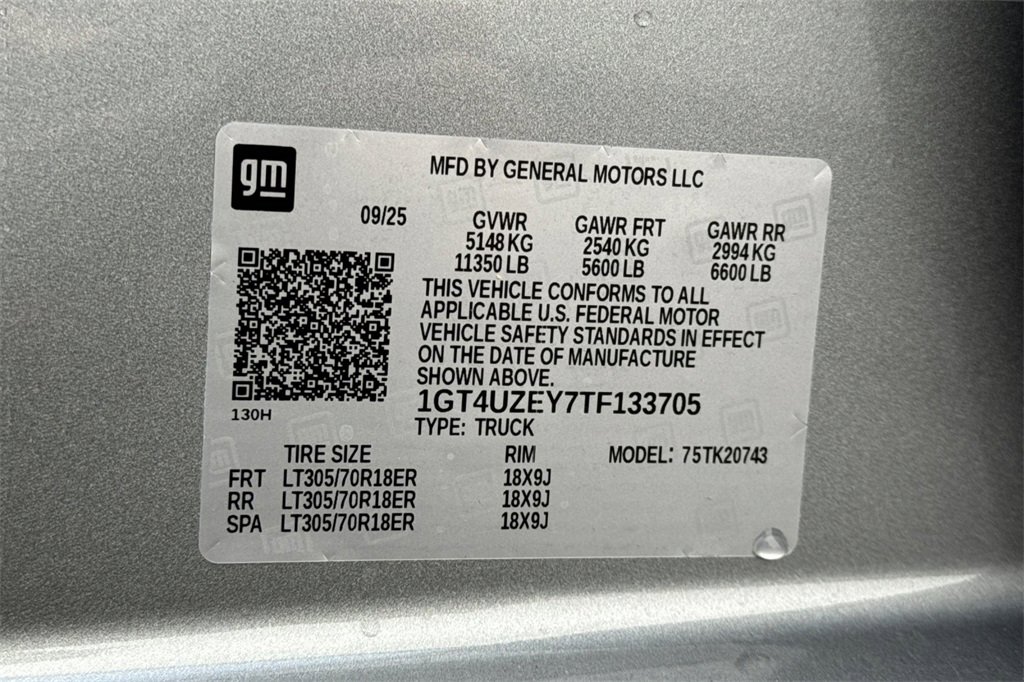 gm
MFD BY GENERAL MOTORS LLC
09/25
GVWR GAWR FRT GAWR RR
5148 KG 2540 KG 2994 KG
11350 LB 5600 LB 6600 LB
THIS VEHICLE CONFORMS TO ALL
APPLICABLE U.S. FEDERAL MOTOR
VEHICLE SAFETY STANDARDS IN EFFECT
ON THE DATE OF MANUFACTURE
SHOWN ABOVE.
1GT4UZEY7TF133705
130H
TYPE: TRUCK
TIRE SIZE RIM MODEL: 75TK20743
FRT LT305/70R18ER 18X9J
RR LT305/70R18ER 18X9J
SPA LT305/70R18ER 18X9J